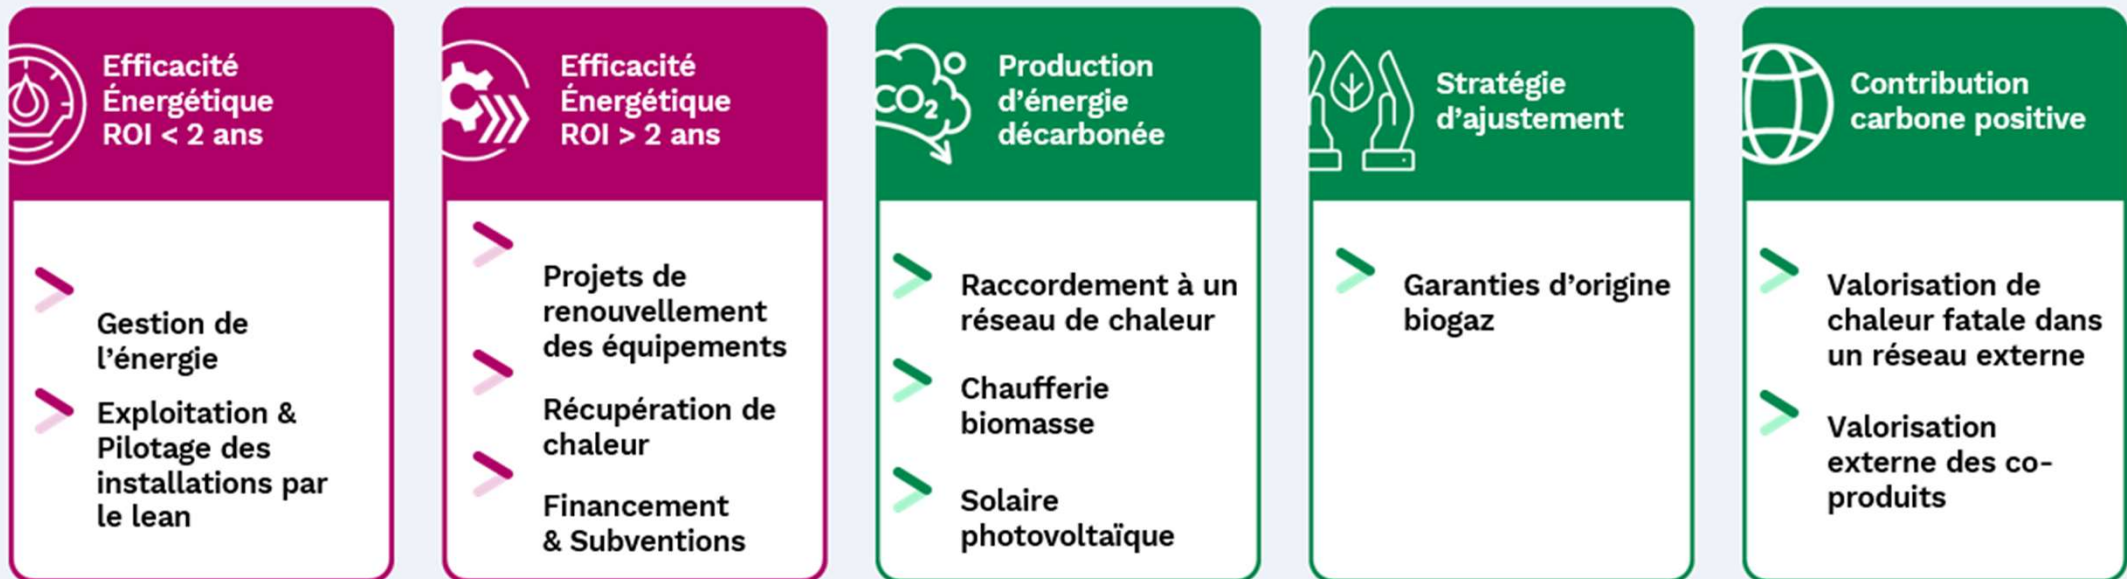 Efficacité
Énergétique
ROI < 2 ans
Gestion de
l’énergie
Exploitation &
Pilotage des
installations par
le lean
Efficacité
Énergétique
ROI > 2 ans
Projets de
renouvellement
des équipements
Récupération de
chaleur
Financement
& Subventions
CO₂
Production
d’énergie
décarbonée
Raccordement à un
réseau de chaleur
Chaufferie
biomasse
Solaire
photovoltaïque
Stratégie
d’ajustement
Garanties d’origine
biogaz
Contribution
carbone positive
Valorisation de
chaleur fatale dans
un réseau externe
Valorisation
externe des co-
produits